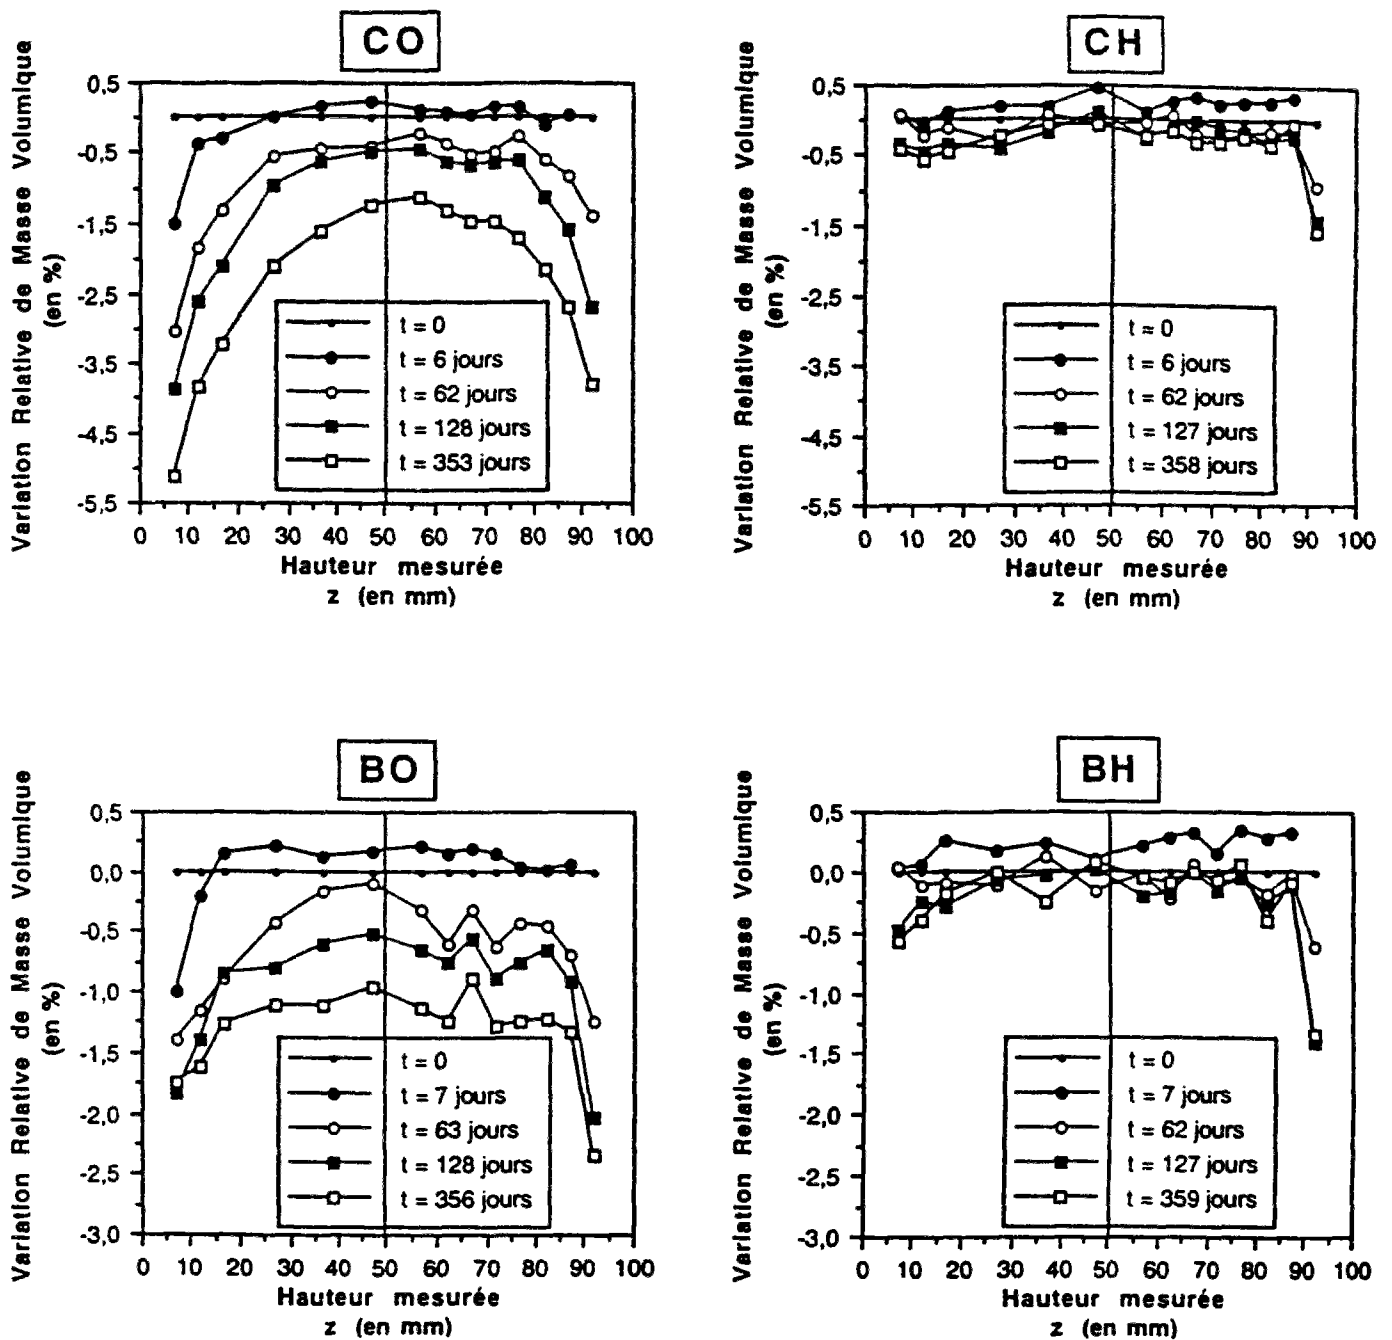 CO
Variation Relative de Masse Volumique
(en %)
0,5
-0,5
-1,5
-2,5
-3,5
-4,5
-5,5
t = 0
t = 6 jours
t = 62 jours
t = 128 jours
t = 353 jours
0 10 20 30 40 50 60 70 80 90 100
Hauteur mesurée
z (en mm)
CH
Variation Relative de Masse Volumique
(en %)
0,5
-0,5
-1,5
-2,5
-3,5
-4,5
-5,5
t = 0
t = 6 jours
t = 62 jours
t = 127 jours
t = 358 jours
0 10 20 30 40 50 60 70 80 90 100
Hauteur mesurée
z (en mm)
BO
Variation Relative de Masse Volumique
(en %)
0,5
0,0
-0,5
-1,0
-1,5
-2,0
-2,5
-3,0
t = 0
t = 7 jours
t = 63 jours
t = 128 jours
t = 356 jours
0 10 20 30 40 50 60 70 80 90 100
Hauteur mesurée
z (en mm)
BH
Variation Relative de Masse Volumique
(en %)
0,5
0,0
-0,5
-1,0
-1,5
-2,0
-2,5
-3,0
t = 0
t = 7 jours
t = 62 jours
t = 127 jours
t = 359 jours
0 10 20 30 40 50 60 70 80 90 100
Hauteur mesurée
z (en mm)